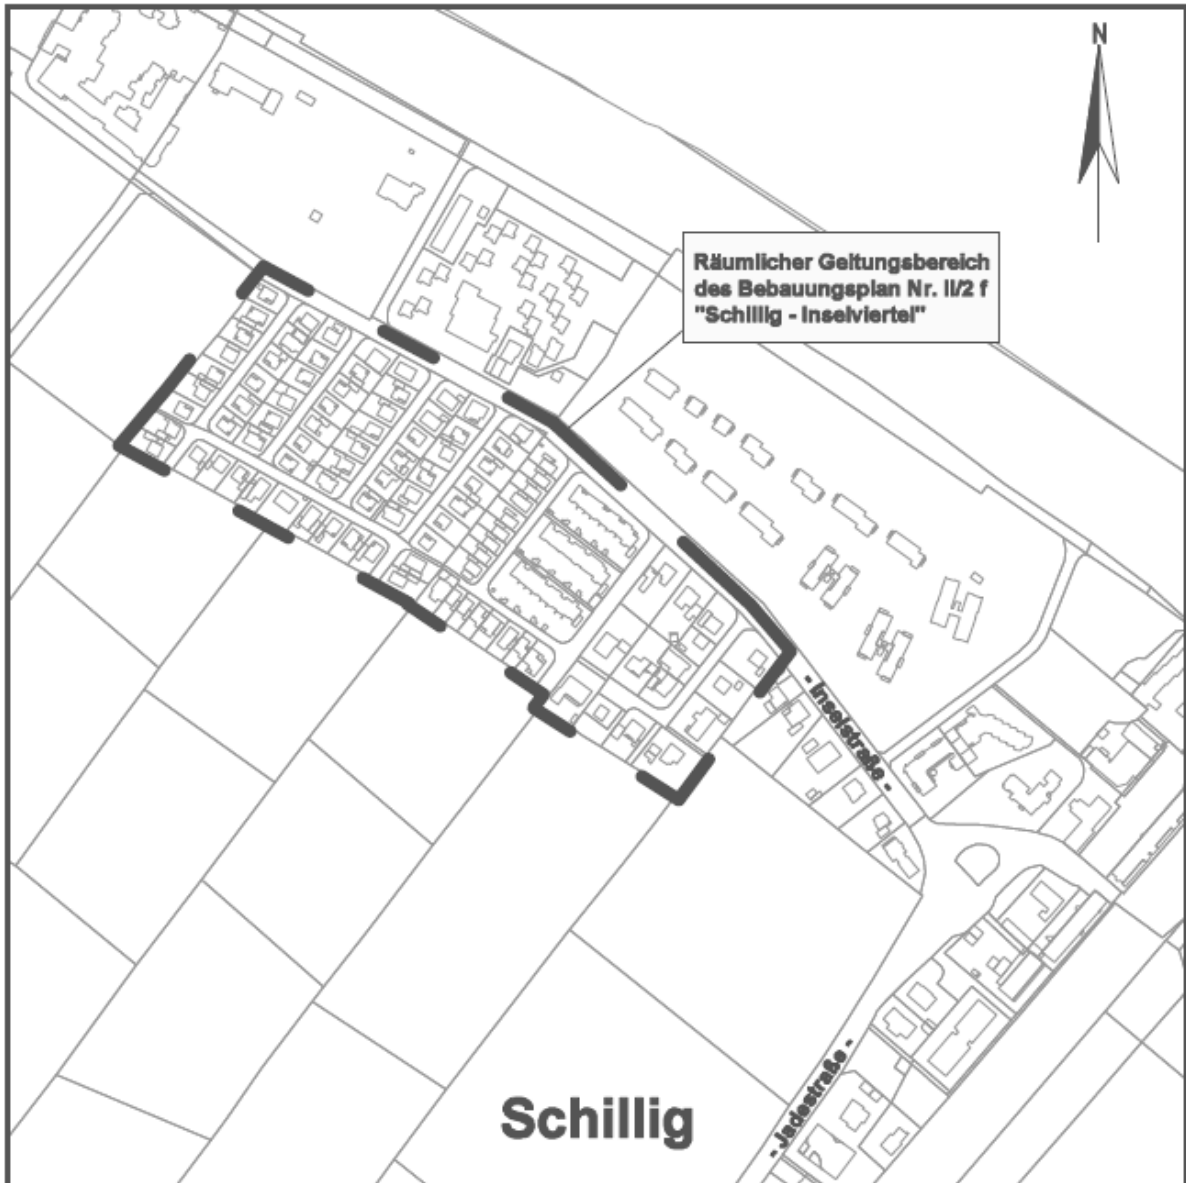 N
Räumlicher Geltungsbereich
des Bebauungsplan Nr. II/2 f
"Schillig - Inselviertel"
- Inselstraße -
Schillig
- Jadestraße -